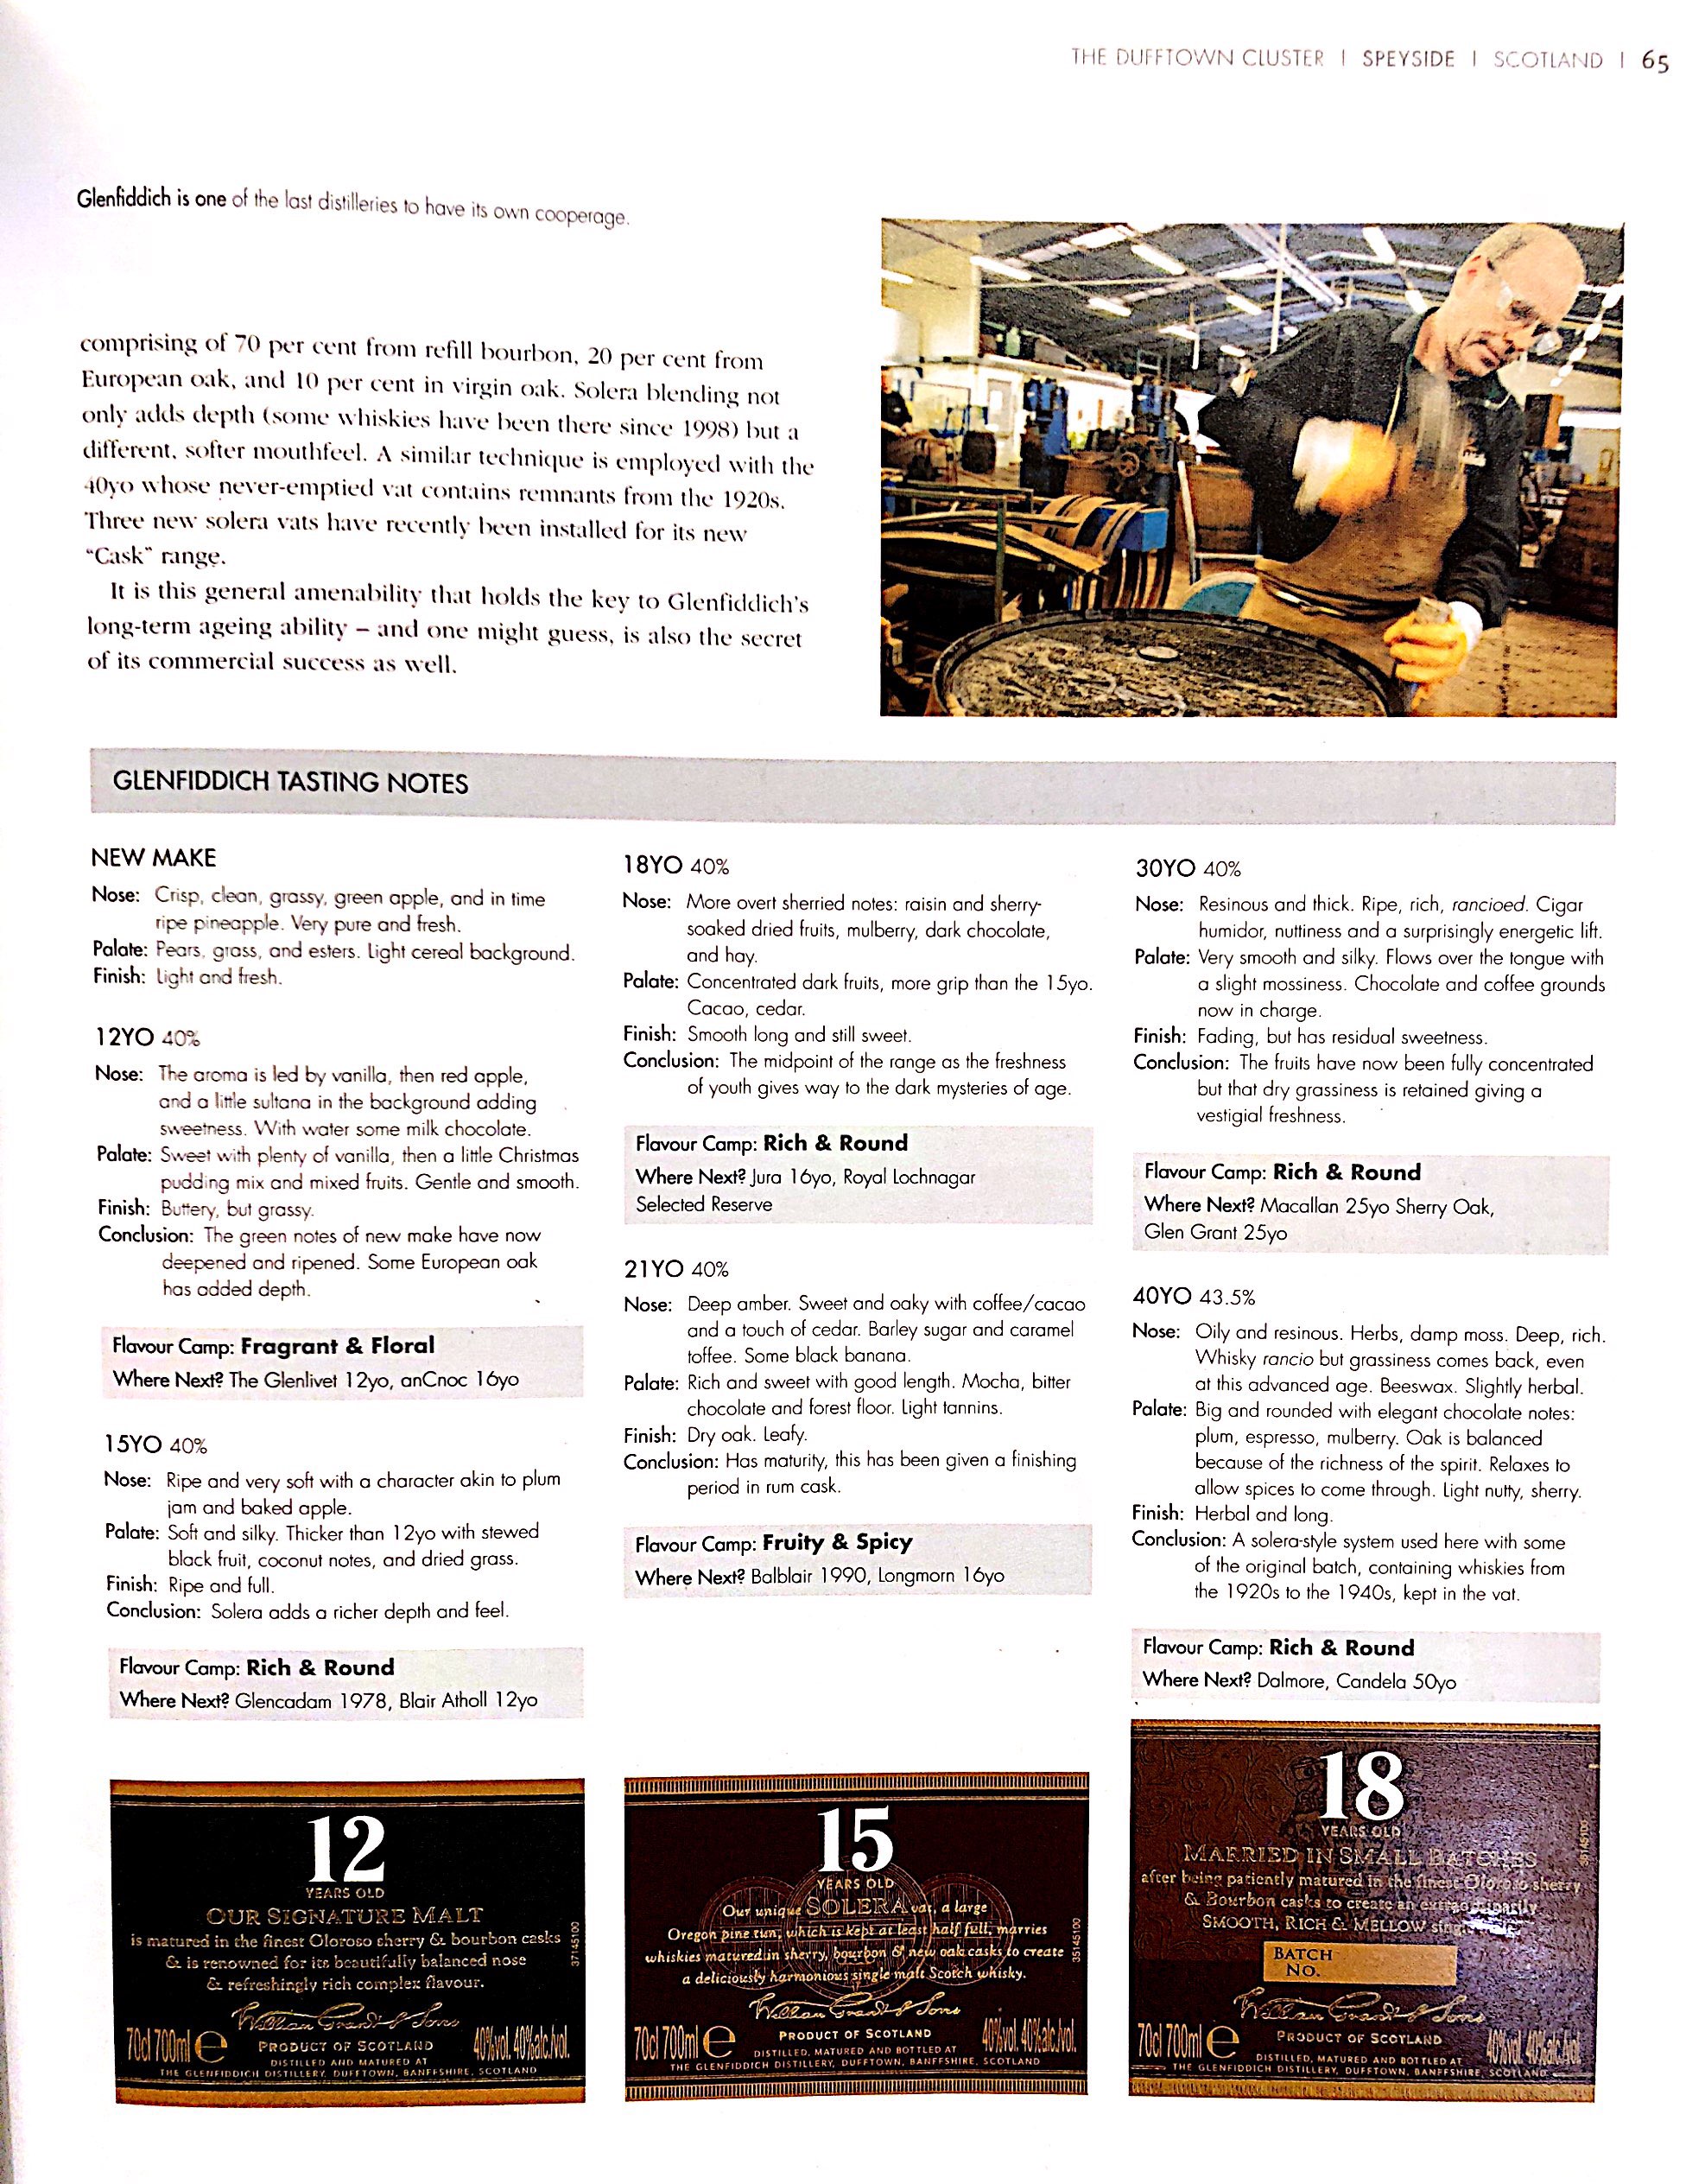 THE DUFFTOWN CLUSTER | SPEYSIDE | SCOTLAND | 65
Glenfiddich is one of the last distilleries to have its own cooperage.
comprising of 70 per cent from refill bourbon, 20 per cent from
European oak, and 10 per cent in virgin oak. Solera blending not
only adds depth (some whiskies have been there since 1998) but a
different, softer mouthfeel. A similar technique is employed with the
40yo whose never-emptied vat contains remnants from the 1920s.
Three new solera vats have recently been installed for its new
“Cask” range.
It is this general amenability that holds the key to Glenfiddich’s
long-term ageing ability – and one might guess, is also the secret
of its commercial success as well.
GLENFIDDICH TASTING NOTES
NEW MAKE
Nose: Crisp, clean, grassy, green apple, and in time
ripe pineapple. Very pure and fresh.
Palate: Pears, grass, and esters. Light cereal background.
Finish: Light and fresh.
12YO 40%
Nose: The aroma is led by vanilla, then red apple,
and a little sultana in the background adding
sweetness. With water some milk chocolate.
Palate: Sweet with plenty of vanilla, then a little Christmas
pudding mix and mixed fruits. Gentle and smooth.
Finish: Buttery, but grassy.
Conclusion: The green notes of new make have now
deepened and ripened. Some European oak
has added depth.
Flavour Camp: Fragrant & Floral
Where Next? The Glenlivet 12yo, anCnoc 16yo
15YO 40%
Nose: Ripe and very soft with a character akin to plum
jam and baked apple.
Palate: Soft and silky. Thicker than 12yo with stewed
black fruit, coconut notes, and dried grass.
Finish: Ripe and full.
Conclusion: Solera adds a richer depth and feel.
Flavour Camp: Rich & Round
Where Next? Glencadam 1978, Blair Atholl 12yo
18YO 40%
Nose: More overt sherried notes: raisin and sherry-
soaked dried fruits, mulberry, dark chocolate,
and hay.
Palate: Concentrated dark fruits, more grip than the 15yo.
Cacao, cedar.
Finish: Smooth long and still sweet.
Conclusion: The midpoint of the range as the freshness
of youth gives way to the dark mysteries of age.
Flavour Camp: Rich & Round
Where Next? Jura 16yo, Royal Lochnagar
Selected Reserve
21YO 40%
Nose: Deep amber. Sweet and oaky with coffee/cacao
and a touch of cedar. Barley sugar and caramel
toffee. Some black banana.
Palate: Rich and sweet with good length. Mocha, bitter
chocolate and forest floor. Light tannins.
Finish: Dry oak. Leafy.
Conclusion: Has maturity, this has been given a finishing
period in rum cask.
Flavour Camp: Fruity & Spicy
Where Next? Balblair 1990, Longmorn 16yo
30YO 40%
Nose: Resinous and thick. Ripe, rich, rancioed. Cigar
humidor, nuttiness and a surprisingly energetic lift.
Palate: Very smooth and silky. Flows over the tongue with
a slight mossiness. Chocolate and coffee grounds
now in charge.
Finish: Fading, but has residual sweetness.
Conclusion: The fruits have now been fully concentrated
but that dry grassiness is retained giving a
vestigial freshness.
Flavour Camp: Rich & Round
Where Next? Macallan 25yo Sherry Oak,
Glen Grant 25yo
40YO 43.5%
Nose: Oily and resinous. Herbs, damp moss. Deep, rich.
Whisky rancio but grassiness comes back, even
at this advanced age. Beeswax. Slightly herbal.
Palate: Big and rounded with elegant chocolate notes:
plum, espresso, mulberry. Oak is balanced
because of the richness of the spirit. Relaxes to
allow spices to come through. Light nutty, sherry.
Finish: Herbal and long.
Conclusion: A solera-style system used here with some
of the original batch, containing whiskies from
the 1920s to the 1940s, kept in the vat.
Flavour Camp: Rich & Round
Where Next? Dalmore, Candela 50yo
12
YEARS OLD
OUR SIGNATURE MALT
is matured in the finest Oloroso sherry & bourbon casks
& is renowned for its beautifully balanced nose
& refreshingly rich complex flavour.
William Grant & Sons
70cl 700ml e PRODUCT OF SCOTLAND 40%vol. 40%alc./vol.
DISTILLED AND MATURED AT
THE GLENFIDDICH DISTILLERY, DUFFTOWN, BANFFSHIRE, SCOTLAND
37145100
15
YEARS OLD
Our unique SOLERA vat, a large
Oregon pine tun, which is kept at least half full, marries
whiskies matured in sherry, bourbon & new oak casks to create
a deliciously harmonious single malt Scotch whisky.
William Grant & Sons
70cl 700ml e PRODUCT OF SCOTLAND 40%vol. 40%alc./vol.
DISTILLED, MATURED AND BOTTLED AT
THE GLENFIDDICH DISTILLERY, DUFFTOWN, BANFFSHIRE, SCOTLAND
35145100
18
YEARS OLD
MARRIED IN SMALL BATCHES
after being patiently matured in the finest Oloroso sherry
& Bourbon casks to create an extraordinarily
SMOOTH, RICH & MELLOW
BATCH
NO.
William Grant & Sons
70cl 700ml e PRODUCT OF SCOTLAND 40%vol. 40%alc./vol.
DISTILLED, MATURED AND BOTTLED AT
THE GLENFIDDICH DISTILLERY, DUFFTOWN, BANFFSHIRE, SCOTLAND